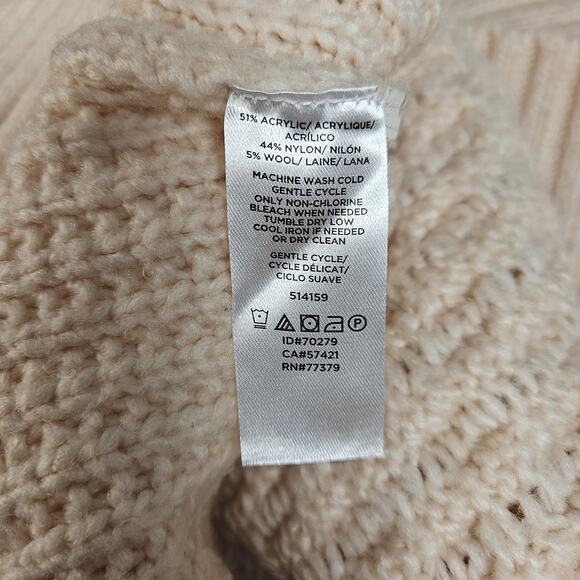 51% ACRYLIC/ ACRYLIQUE/
ACRÍLICO
44% NYLON/ NILÓN
5% WOOL/ LAINE/ LANA
MACHINE WASH COLD
GENTLE CYCLE
ONLY NON-CHLORINE
BLEACH WHEN NEEDED
TUMBLE DRY LOW
COOL IRON IF NEEDED
OR DRY CLEAN
GENTLE CYCLE/
CYCLE DÉLICAT/
CICLO SUAVE
514159
P
ID#70279
CA#57421
RN#77379